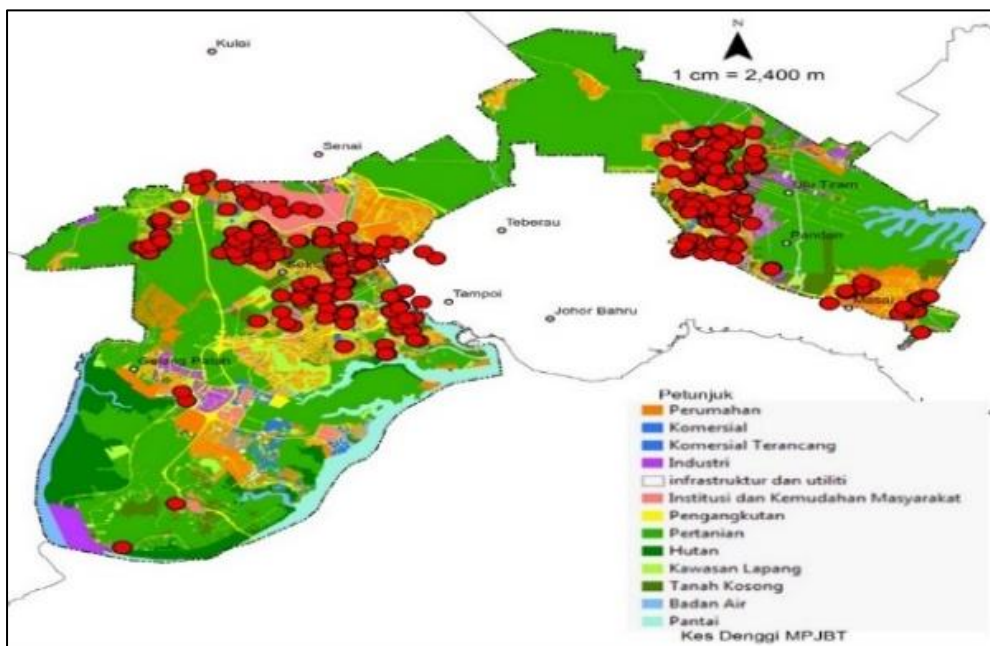 N
1 cm = 2,400 m
Kulai
Senai
Teberau
Ulu Tiram
Pandan
Tampoi
Johor Bahru
Masai
Gelang Patah
Petunjuk
Perumahan
Komersial
Komersial Terancang
Industri
infrastruktur dan utiliti
Institusi dan Kemudahan Masyarakat
Pengangkutan
Pertanian
Hutan
Kawasan Lapang
Tanah Kosong
Badan Air
Pantai
Kes Denggi MPJBT